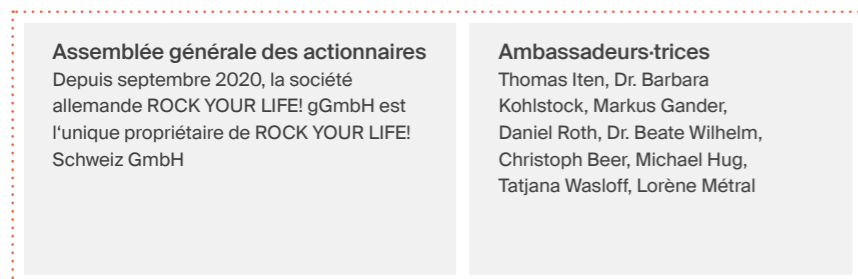 Assemblée générale des actionnaires
Depuis septembre 2020, la société
allemande ROCK YOUR LIFE! gGmbH est
l‘unique propriétaire de ROCK YOUR LIFE!
Schweiz GmbH
Ambassadeurs·trices
Thomas Iten, Dr. Barbara
Kohlstock, Markus Gander,
Daniel Roth, Dr. Beate Wilhelm,
Christoph Beer, Michael Hug,
Tatjana Wasloff, Lorène Métral